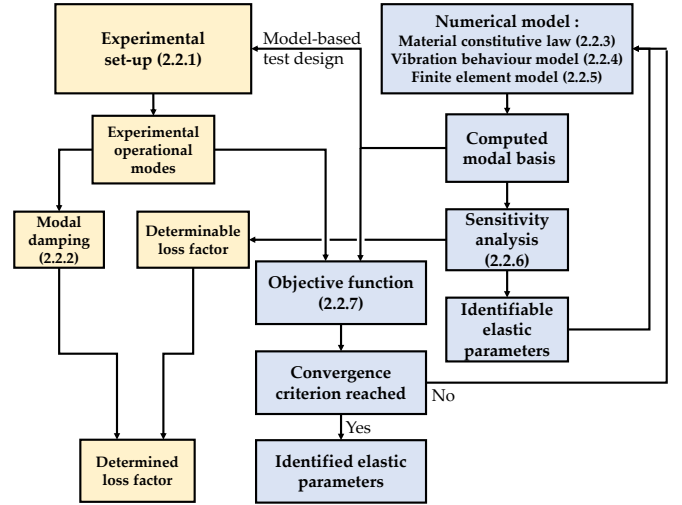 Experimental
set-up (2.2.1)
Model-based
test design
Numerical model :
Material constitutive law (2.2.3)
Vibration behaviour model (2.2.4)
Finite element model (2.2.5)
Experimental
operational
modes
Computed
modal basis
Modal
damping
(2.2.2)
Determinable
loss factor
Sensitivity
analysis
(2.2.6)
Objective function
(2.2.7)
Identifiable
elastic
parameters
Convergence
criterion reached
No
Yes
Determined
loss factor
Identified elastic
parameters